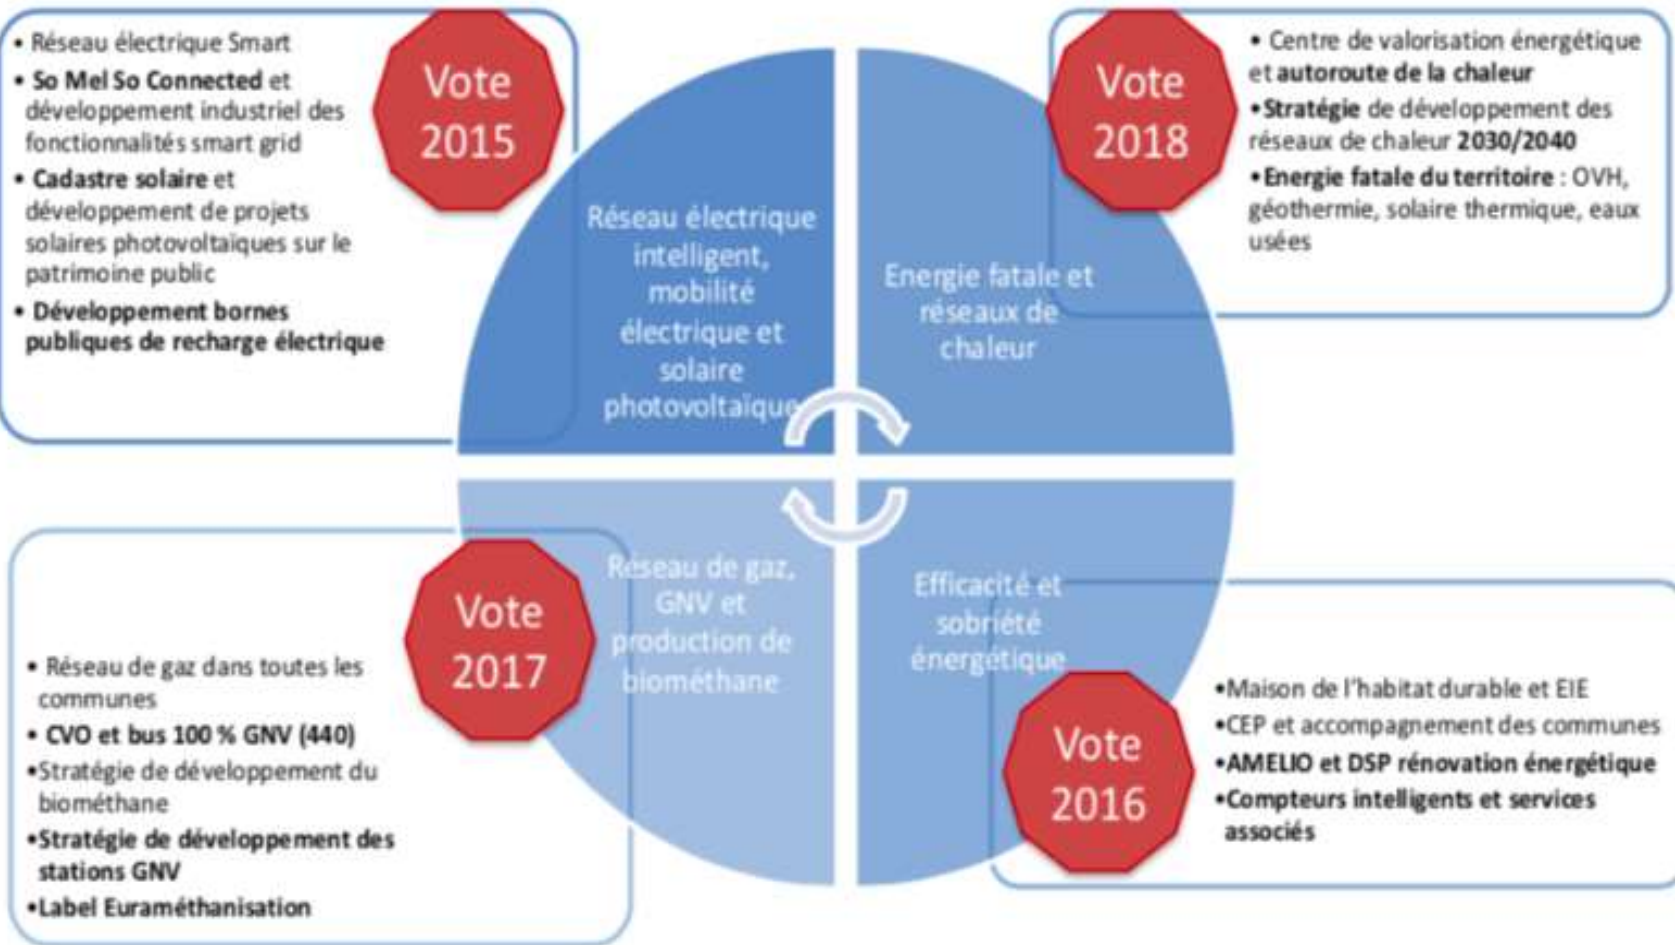 • Réseau électrique Smart
• So Mel So Connected et
développement industriel des
fonctionnalités smart grid
• Cadastre solaire et
développement de projets
solaires photovoltaïques sur le
patrimoine public
• Développement bornes
publiques de recharge électrique
Vote
2015
Réseau électrique
intelligent,
mobilité
électrique et
solaire
photovoltaïque
Vote
2018
• Centre de valorisation énergétique
et autoroute de la chaleur
•Stratégie de développement des
réseaux de chaleur 2030/2040
•Energie fatale du territoire : OVH,
géothermie, solaire thermique, eaux
usées
Energie fatale et
réseaux de
chaleur
Vote
2017
• Réseau de gaz dans toutes les
communes
• CVO et bus 100 % GNV (440)
•Stratégie de développement du
biométhane
•Stratégie de développement des
stations GNV
•Label Euraméthanisation
Réseau de gaz,
GNV et
production de
biométhane
Efficacité et
sobriété
énergétique
Vote
2016
•Maison de l'habitat durable et EIE
•CEP et accompagnement des communes
•AMELIO et DSP rénovation énergétique
•Compteurs intelligents et services
associés